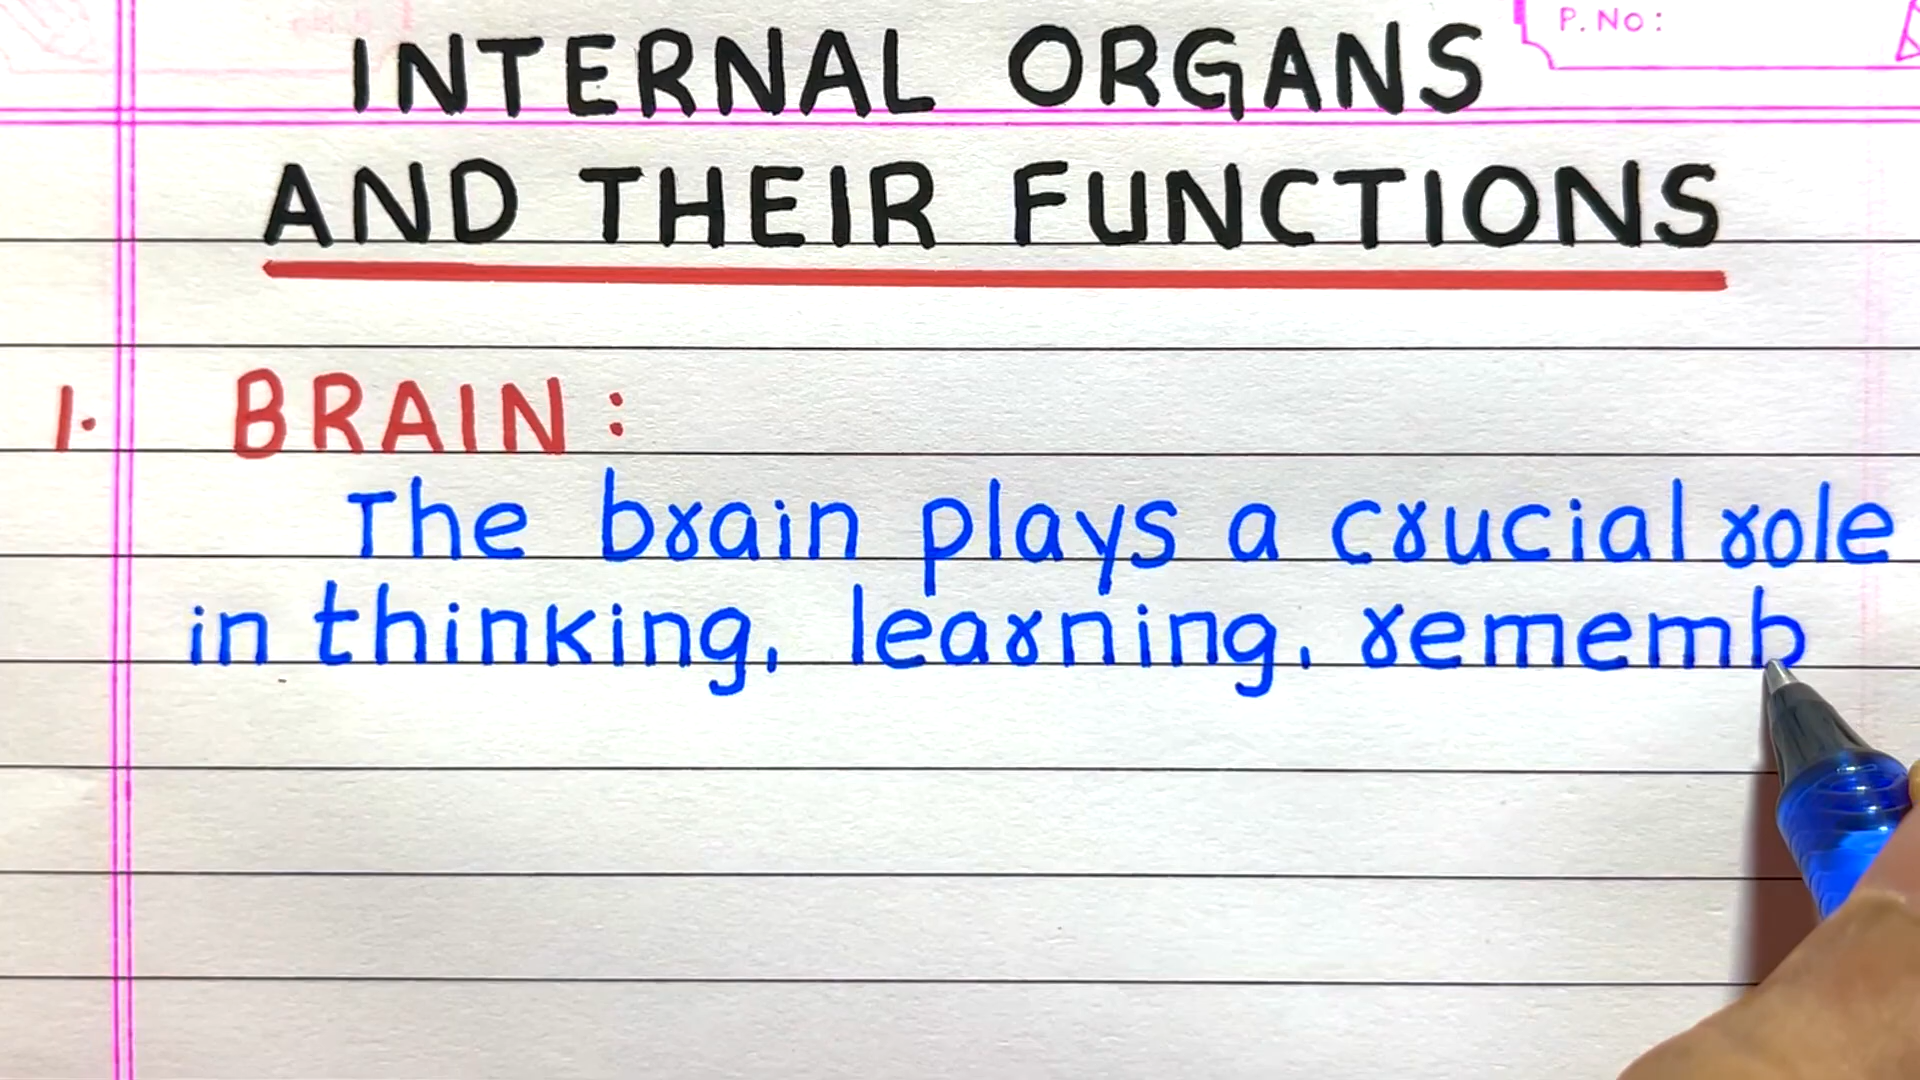 P. No:
INTERNAL ORGANS
AND THEIR FUNCTIONS
1. BRAIN:
The brain plays a crucial role
in thinking, learning, rememb